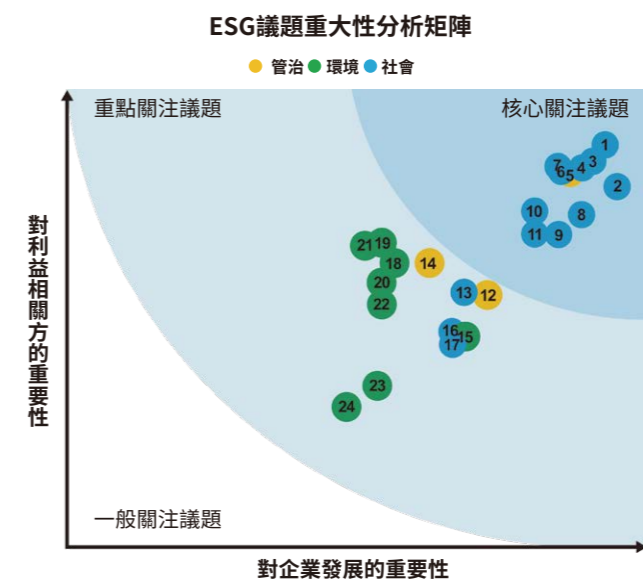 ESG議題重大性分析矩陣
管治 環境 社會
重點關注議題
核心關注議題
1
7 6 5 4 3
2
10 8
11 9
21 19
18 14
20
22
13 12
16 15
17
23
24
一般關注議題
對利益相關方的重要性
對企業發展的重要性